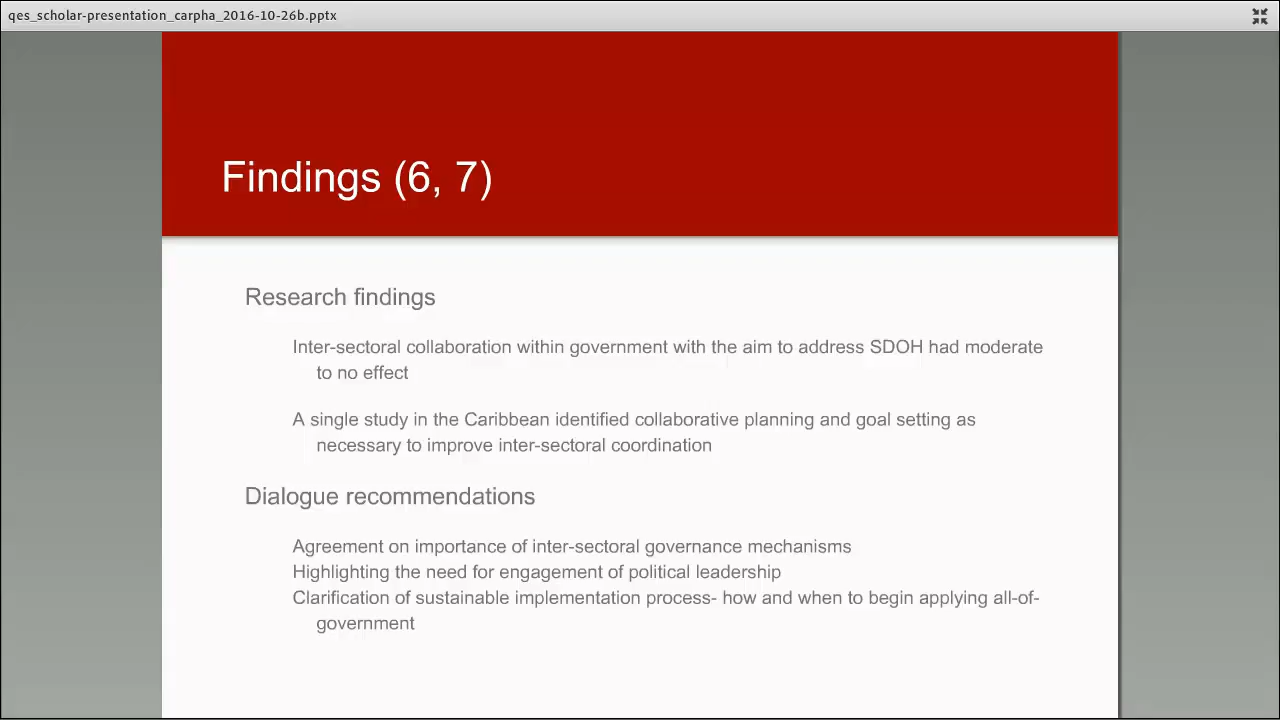 qes_scholar-presentation_carpha_2016-10-26b.pptx
Findings (6, 7)
Research findings
Inter-sectoral collaboration within government with the aim to address SDOH had moderate
to no effect
A single study in the Caribbean identified collaborative planning and goal setting as
necessary to improve inter-sectoral coordination
Dialogue recommendations
Agreement on importance of inter-sectoral governance mechanisms
Highlighting the need for engagement of political leadership
Clarification of sustainable implementation process- how and when to begin applying all-of-
government